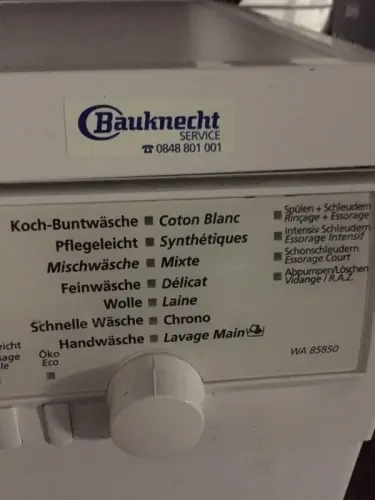 Bauknecht
SERVICE
☎ 0848 801 001
Koch-Buntwäsche Coton Blanc
Pflegeleicht Synthétiques
Mischwäsche Mixte
Feinwäsche Délicat
Wolle Laine
Schnelle Wäsche Chrono
Handwäsche Lavage Main
Spülen + Schleudern
Rinçage + Essorage
Intensiv Schleudern
Essorage Intensif
Schonschleudern
Essorage Court
Abpumpen/Löschen
Vidange / R.A.Z.
Öko
Eco
WA 85850